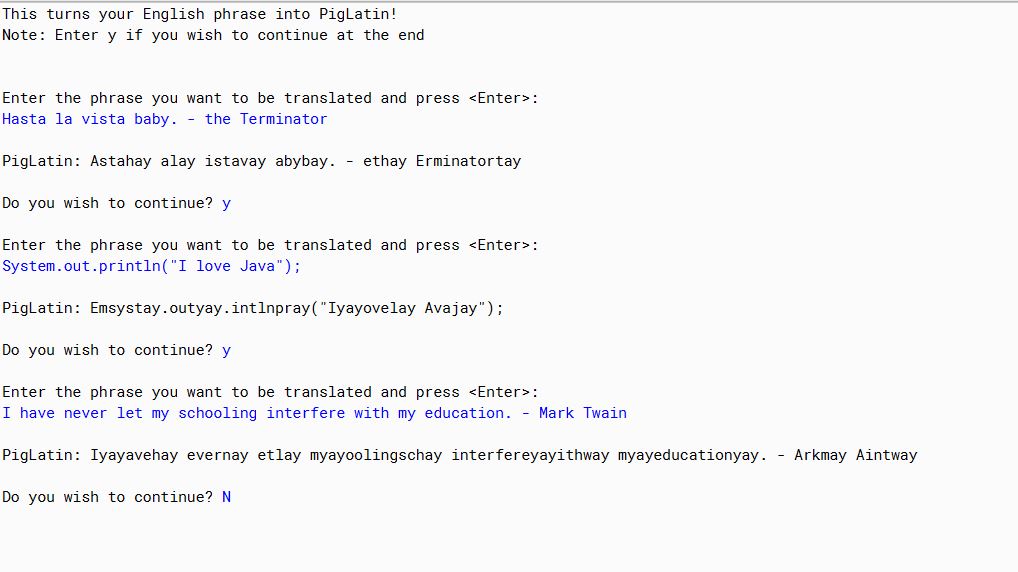 This turns your English phrase into PigLatin!
Note: Enter y if you wish to continue at the end
Enter the phrase you want to be translated and press <Enter>:
Hasta la vista baby. - the Terminator
PigLatin: Astahay alay istavay abybay. - ethay Erminatortay
Do you wish to continue? y
Enter the phrase you want to be translated and press <Enter>:
System.out.println("I love Java");
PigLatin: Emsystay.outyay.intlnpray("Iyayovelay Avajay");
Do you wish to continue? y
Enter the phrase you want to be translated and press <Enter>:
I have never let my schooling interfere with my education. - Mark Twain
PigLatin: Iyayavehay evernay etlay myayoolingschay interfereyayithway myayeducationyay. - Arkmay Aintway
Do you wish to continue? N